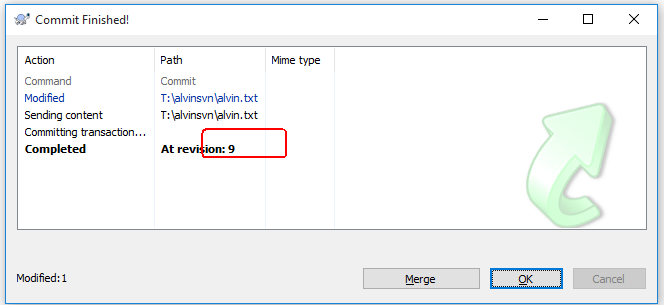 Commit Finished!
Action Path Mime type
Command Commit
Modified T:\alvinsvn\alvin.txt
Sending content T:\alvinsvn\alvin.txt
Committing transaction...
Completed At revision: 9
Modified:1 Merge OK Cancel